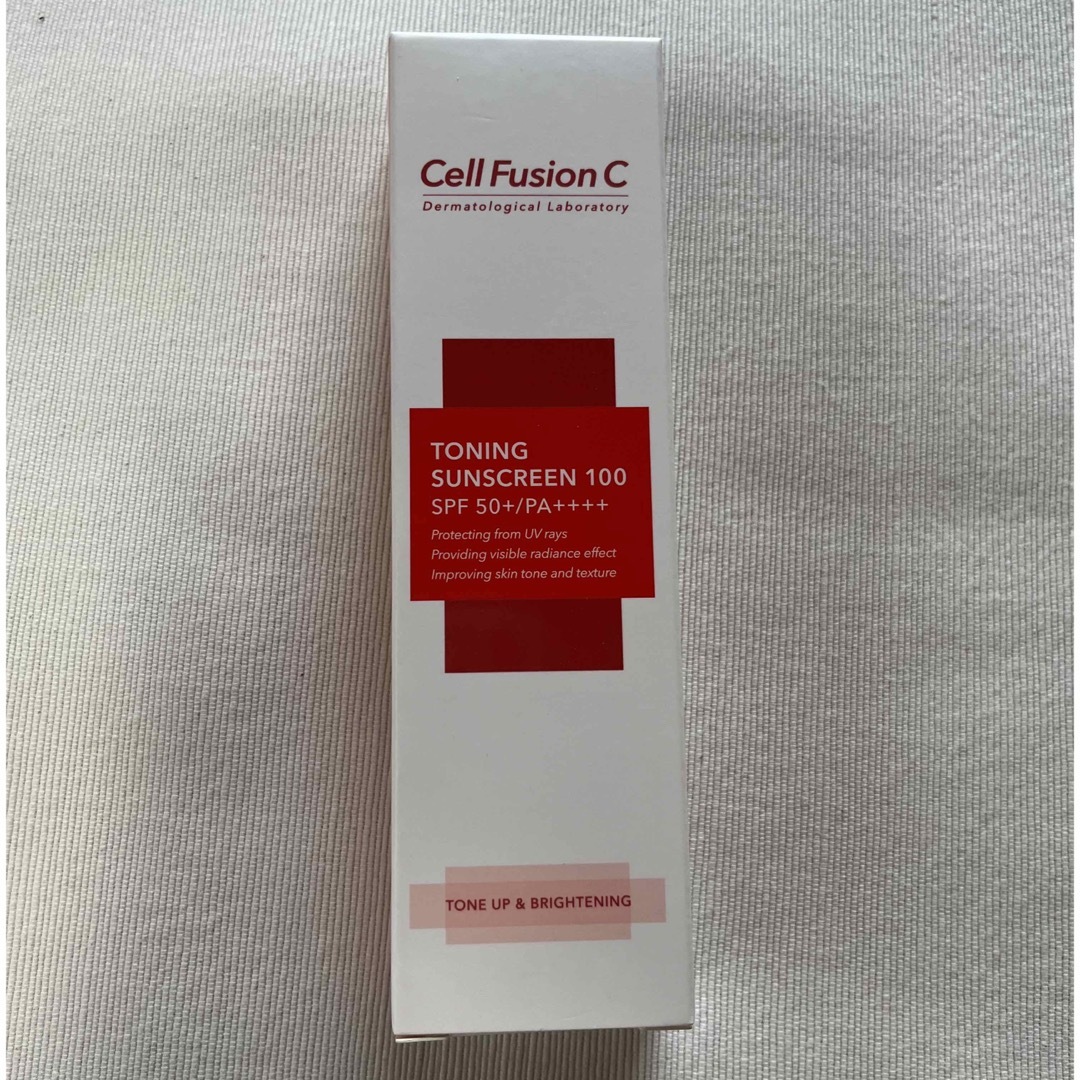 Cell Fusion C
Dermatological Laboratory
TONING
SUNSCREEN 100
SPF 50+/PA++++
Protecting from UV rays
Providing visible radiance effect
Improving skin tone and texture
TONE UP & BRIGHTENING